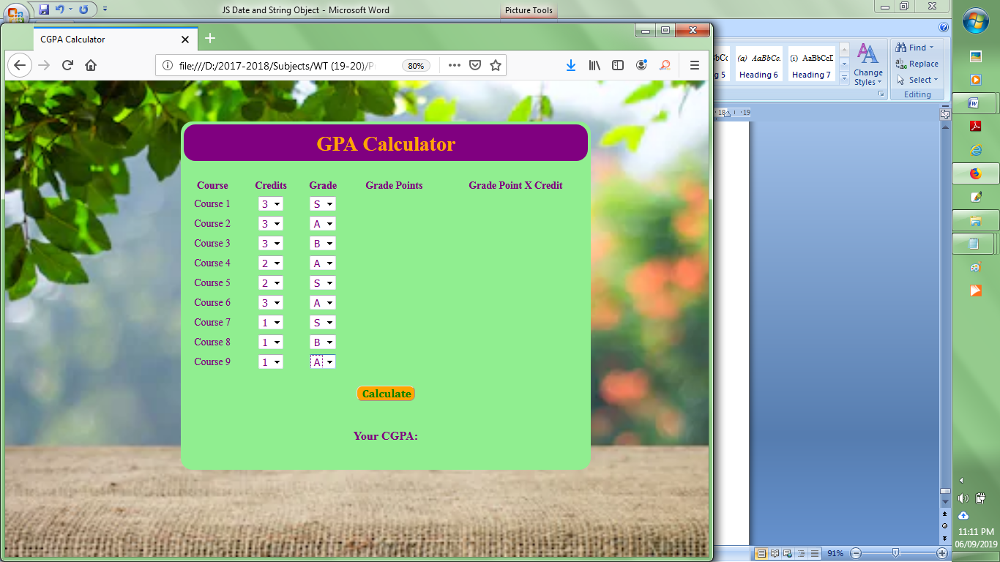 JS Date and String Object - Microsoft Word
Picture Tools
CGPA Calculator
file:///D:/2017-2018/Subjects/WT (19-20)/P
80%
(a) AaBbCc.
(i) AaBbCcI
g 5
Heading 6
Heading 7
Change
Styles
Find
Replace
Select
Editing
18
19
GPA Calculator
Course Credits Grade Grade Points Grade Point X Credit
Course 1 3 S
Course 2 3 A
Course 3 3 B
Course 4 2 A
Course 5 2 S
Course 6 3 A
Course 7 1 S
Course 8 1 B
Course 9 1 A
Calculate
Your CGPA:
91%
11:11 PM
06/09/2019